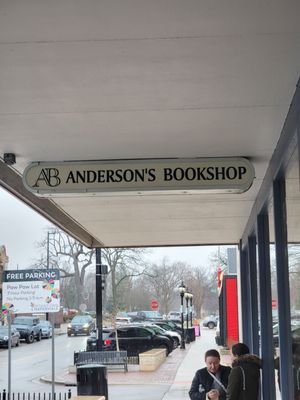 AB ANDERSON'S BOOKSHOP
FREE PARKING
Paw Paw Lot